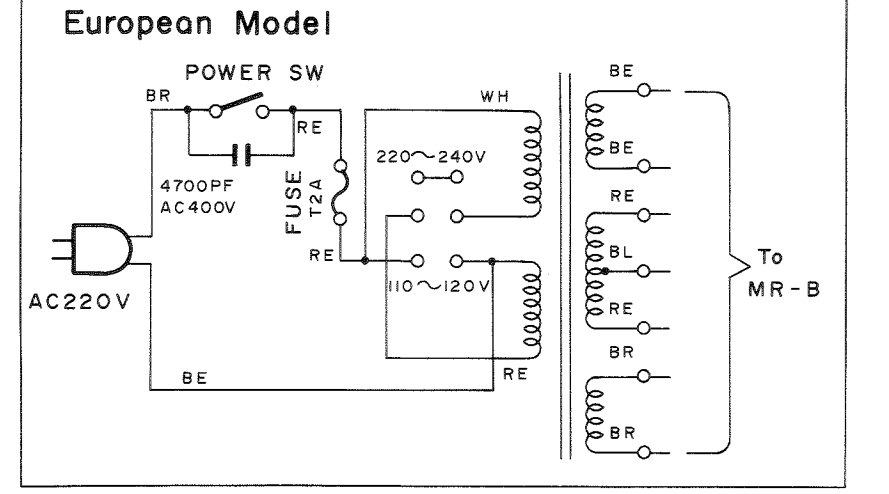 European Model
POWER SW
BR
RE
4700PF
AC400V
FUSE
T2A
RE
AC220V
BE
WH
220~240V
110~120V
RE
BE
BE
RE
BL
RE
BR
BR
To
MR-B